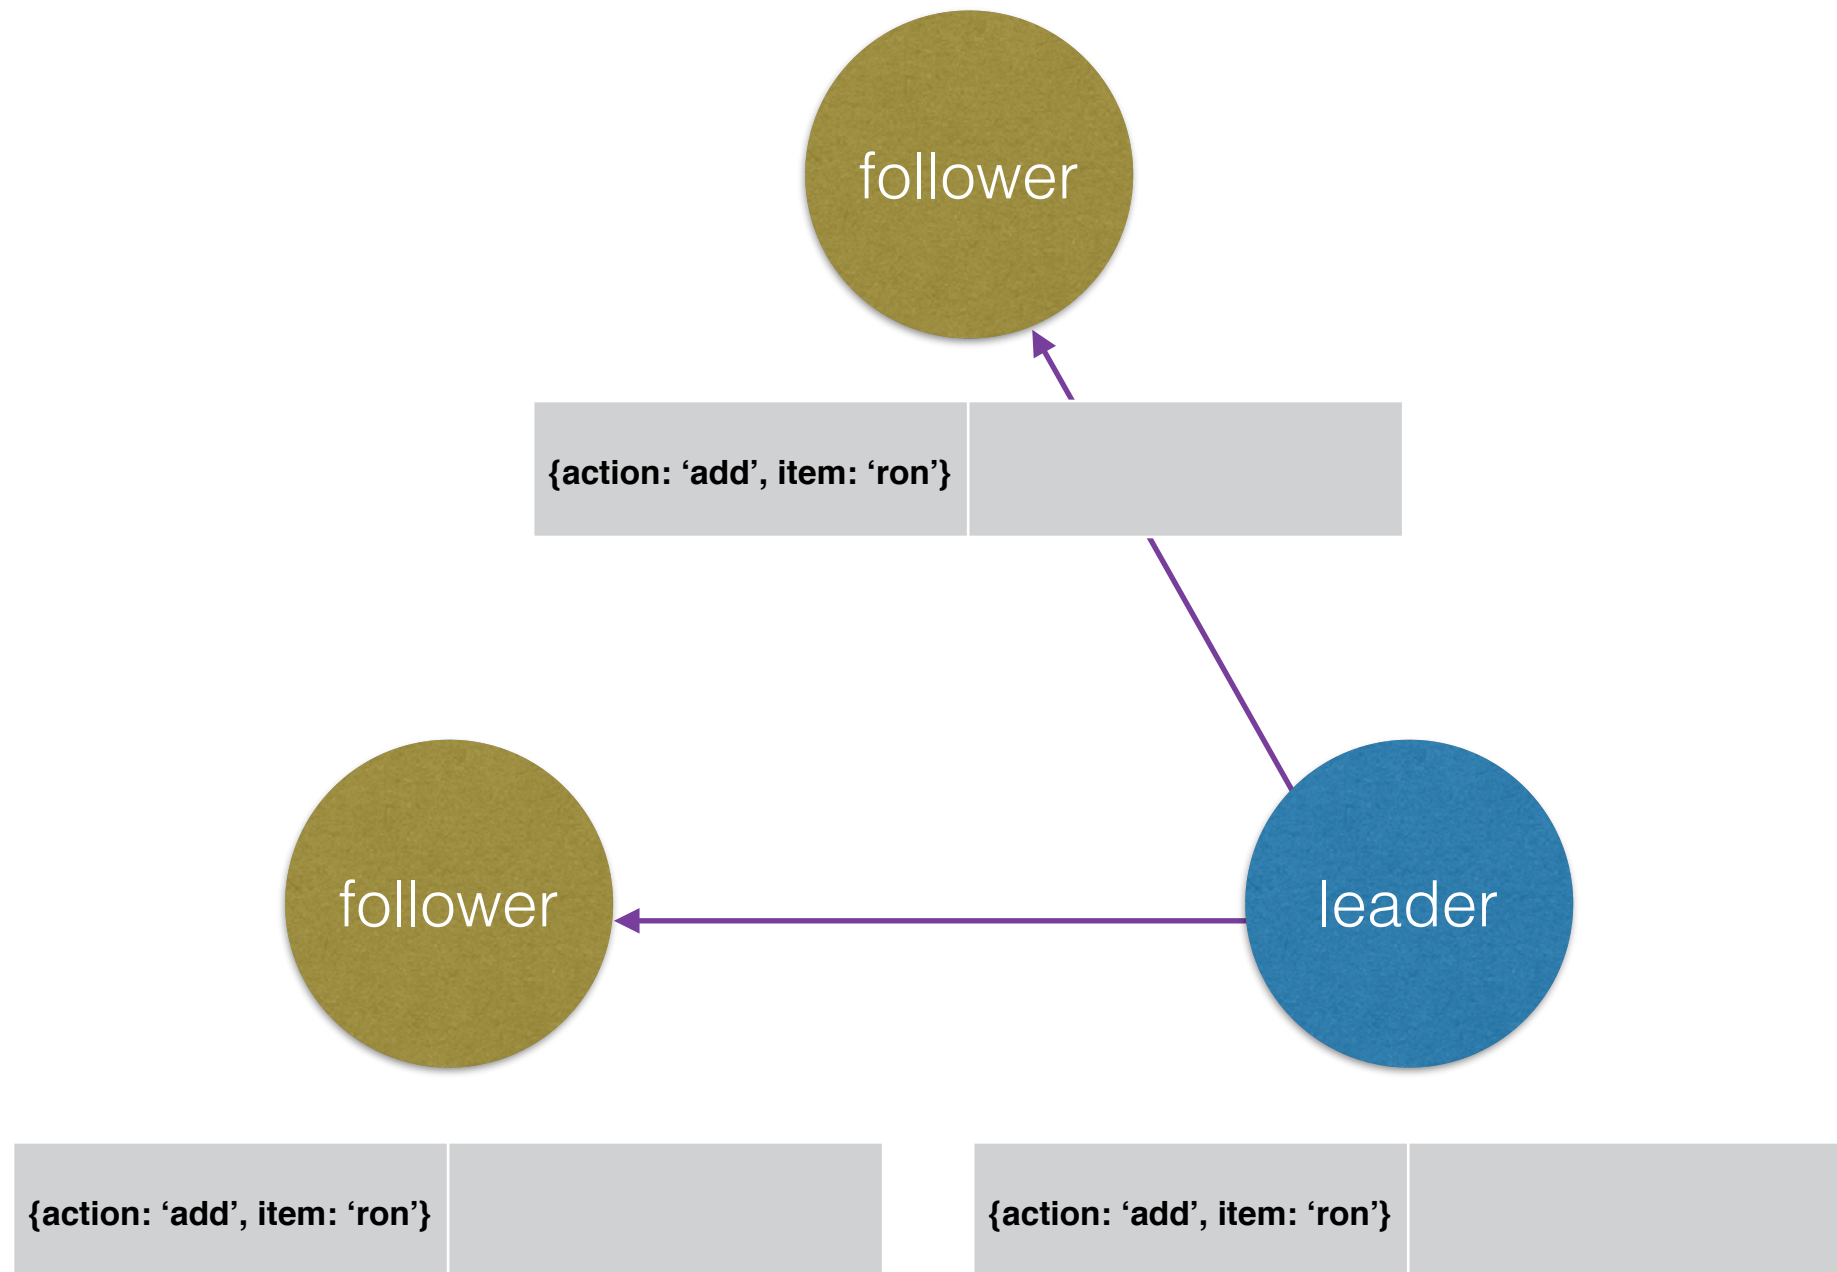 follower
{action: ‘add’, item: ‘ron’}
follower
leader
{action: ‘add’, item: ‘ron’}
{action: ‘add’, item: ‘ron’}